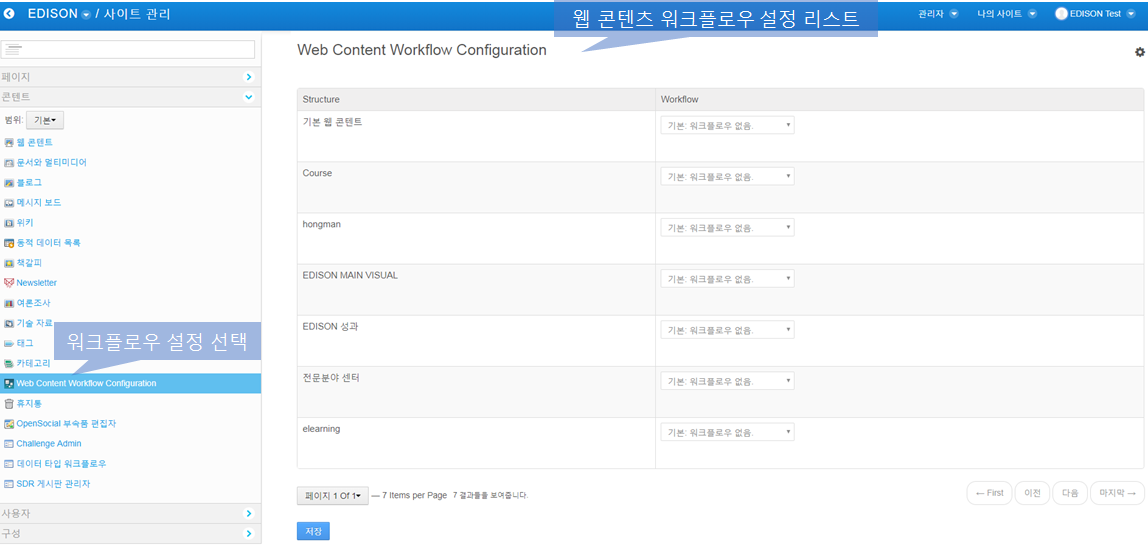 EDISON / 사이트 관리
웹 콘텐츠 워크플로우 설정 리스트
관리자 나의 사이트 EDISON Test
페이지
콘텐트
범위: 기본
웹 콘텐트
문서와 멀티미디어
블로그
메시지 보드
위키
동적 데이터 목록
책갈피
Newsletter
여론조사
기술 자료
태그
워크플로우 설정 선택
카테고리
Web Content Workflow Configuration
휴지통
OpenSocial 부속품 편집자
Challenge Admin
데이터 타입 워크플로우
SDR 게시판 관리자
사용자
구성
Web Content Workflow Configuration
Structure Workflow
기본 웹 콘텐트 기본: 워크플로우 없음.
Course 기본: 워크플로우 없음.
hongman 기본: 워크플로우 없음.
EDISON MAIN VISUAL 기본: 워크플로우 없음.
EDISON 성과 기본: 워크플로우 없음.
전문분야 센터 기본: 워크플로우 없음.
elearning 기본: 워크플로우 없음.
페이지 1 Of 1 — 7 Items per Page 7 결과들을 보여줍니다. ← First 이전 다음 마지막 →
저장